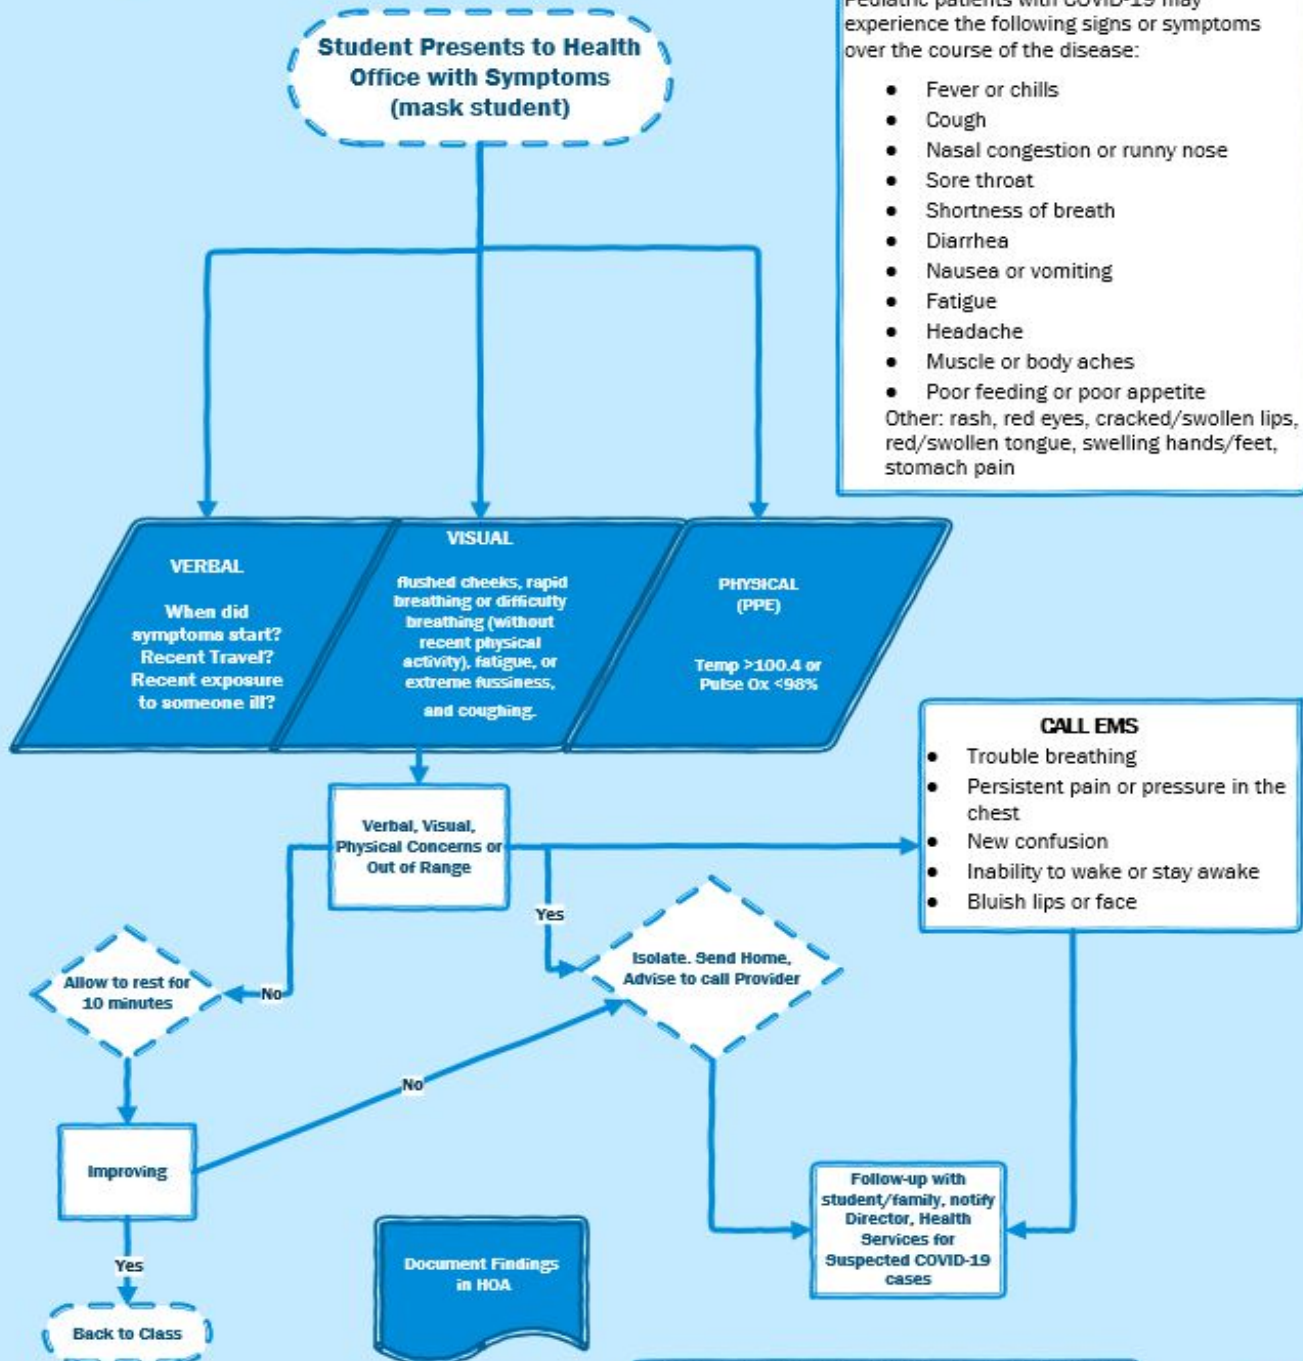 Student Presents to Health
Office with Symptoms
(mask student)
Pediatric patients with COVID-19 may
experience the following signs or symptoms
over the course of the disease:
● Fever or chills
● Cough
● Nasal congestion or runny nose
● Sore throat
● Shortness of breath
● Diarrhea
● Nausea or vomiting
● Fatigue
● Headache
● Muscle or body aches
● Poor feeding or poor appetite
Other: rash, red eyes, cracked/swollen lips,
red/swollen tongue, swelling hands/feet,
stomach pain
VERBAL
When did
symptoms start?
Recent Travel?
Recent exposure
to someone ill?
VISUAL
flushed cheeks, rapid
breathing or difficulty
breathing (without
recent physical
activity), fatigue, or
extreme fussiness,
and coughing.
PHYSICAL
(PPE)
Temp >100.4 or
Pulse Ox <98%
Verbal, Visual,
Physical Concerns or
Out of Range
CALL EMS
● Trouble breathing
● Persistent pain or pressure in the
chest
● New confusion
● Inability to wake or stay awake
● Bluish lips or face
Yes
No
Allow to rest for
10 minutes
Isolate. Send Home,
Advise to call Provider
No
Improving
Yes
Back to Class
Document Findings
in HOA
Follow-up with
student/family, notify
Director, Health
Services for
Suspected COVID-19
cases